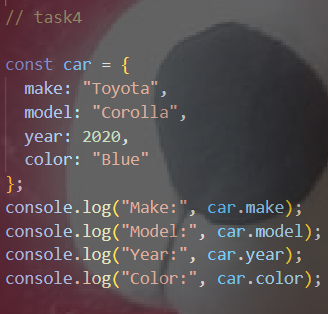 // task4
const car = {
  make: "Toyota",
  model: "Corolla",
  year: 2020,
  color: "Blue"
};
console.log("Make:", car.make);
console.log("Model:", car.model);
console.log("Year:", car.year);
console.log("Color:", car.color);